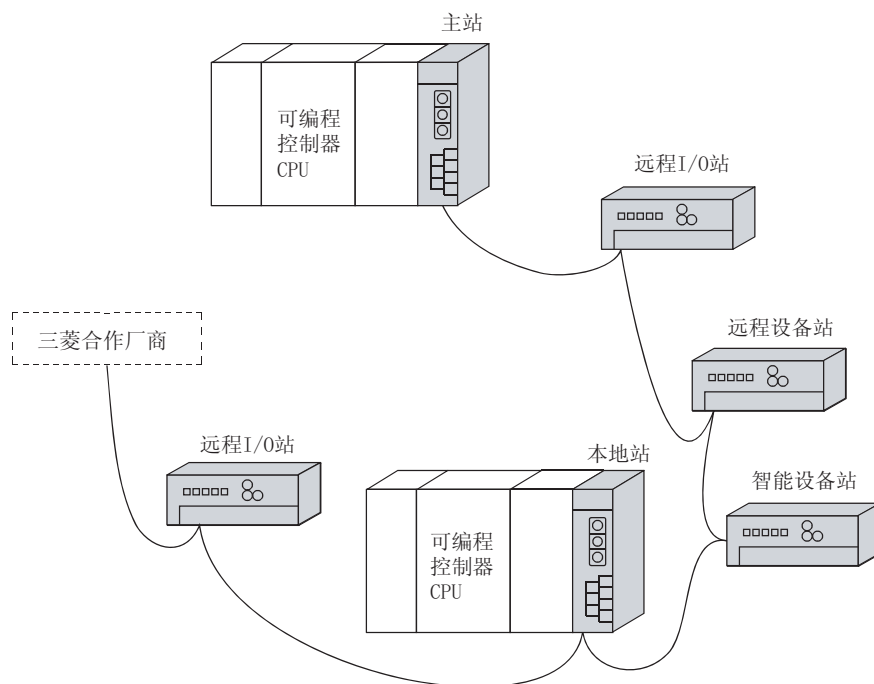 主站
可编程
控制器
CPU
远程I/O站
远程设备站
三菱合作厂商
远程I/O站
本地站
智能设备站
可编程
控制器
CPU